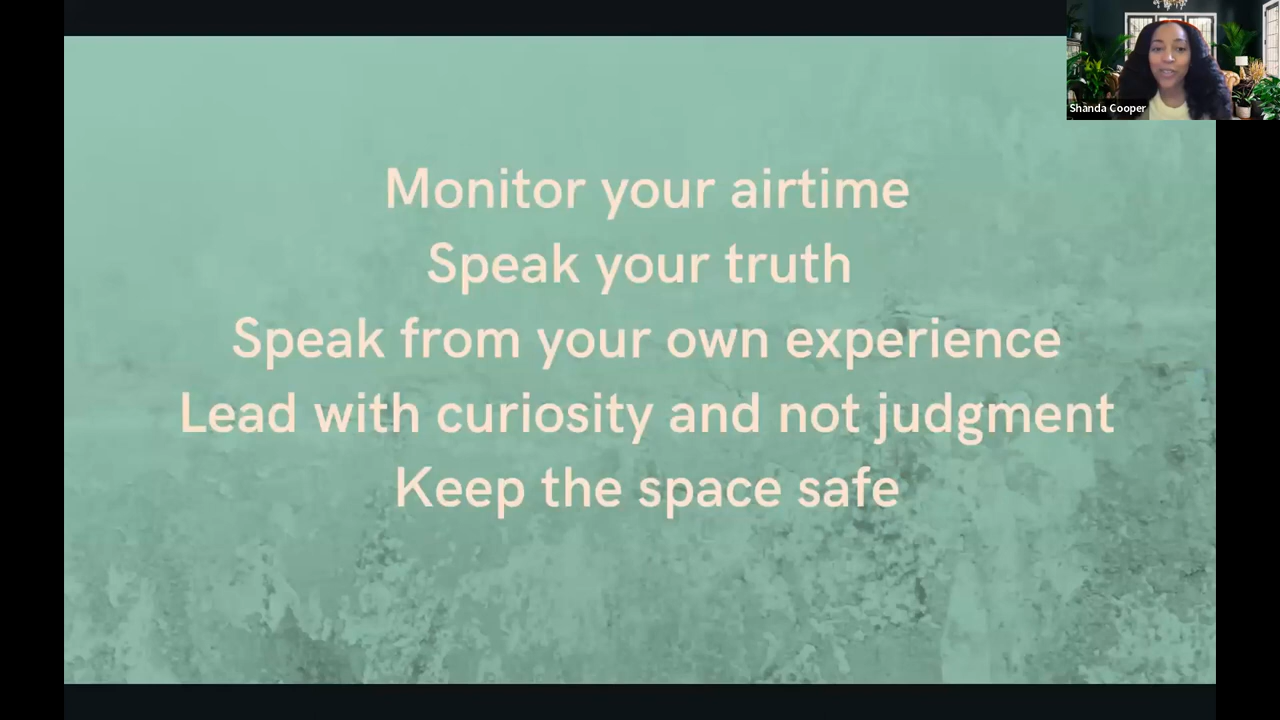 Shanda Cooper
Monitor your airtime
Speak your truth
Speak from your own experience
Lead with curiosity and not judgment
Keep the space safe